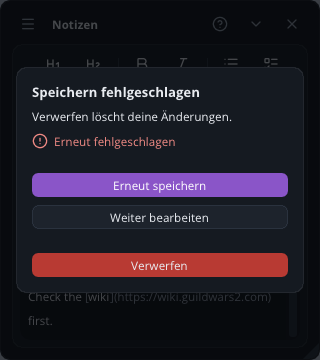 Notizen
H1 H2 B I
Speichern fehlgeschlagen
Verwerfen löscht deine Änderungen.
Erneut fehlgeschlagen
Erneut speichern
Weiter bearbeiten
Verwerfen
Check the [wiki](https://wiki.guildwars2.com)
first.